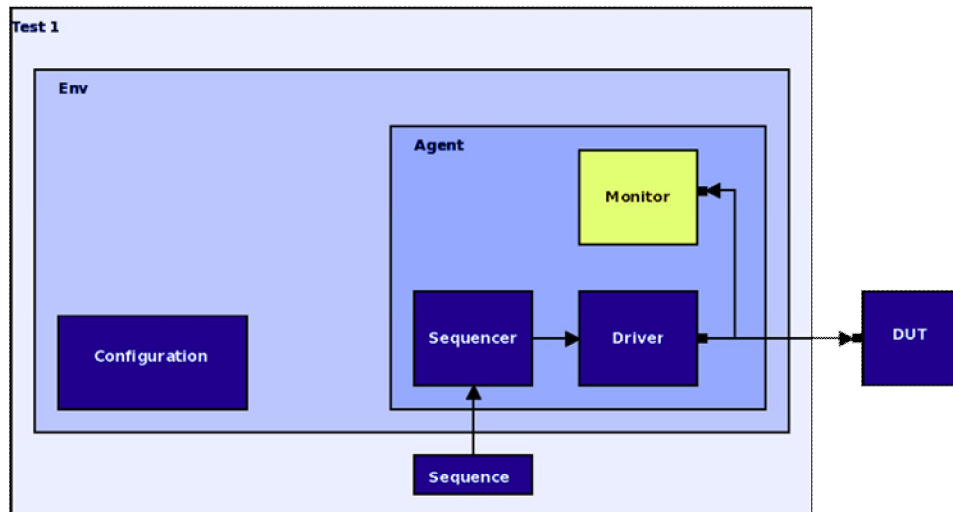 Test 1
Env
Agent
Monitor
Sequencer
Driver
DUT
Configuration
Sequence